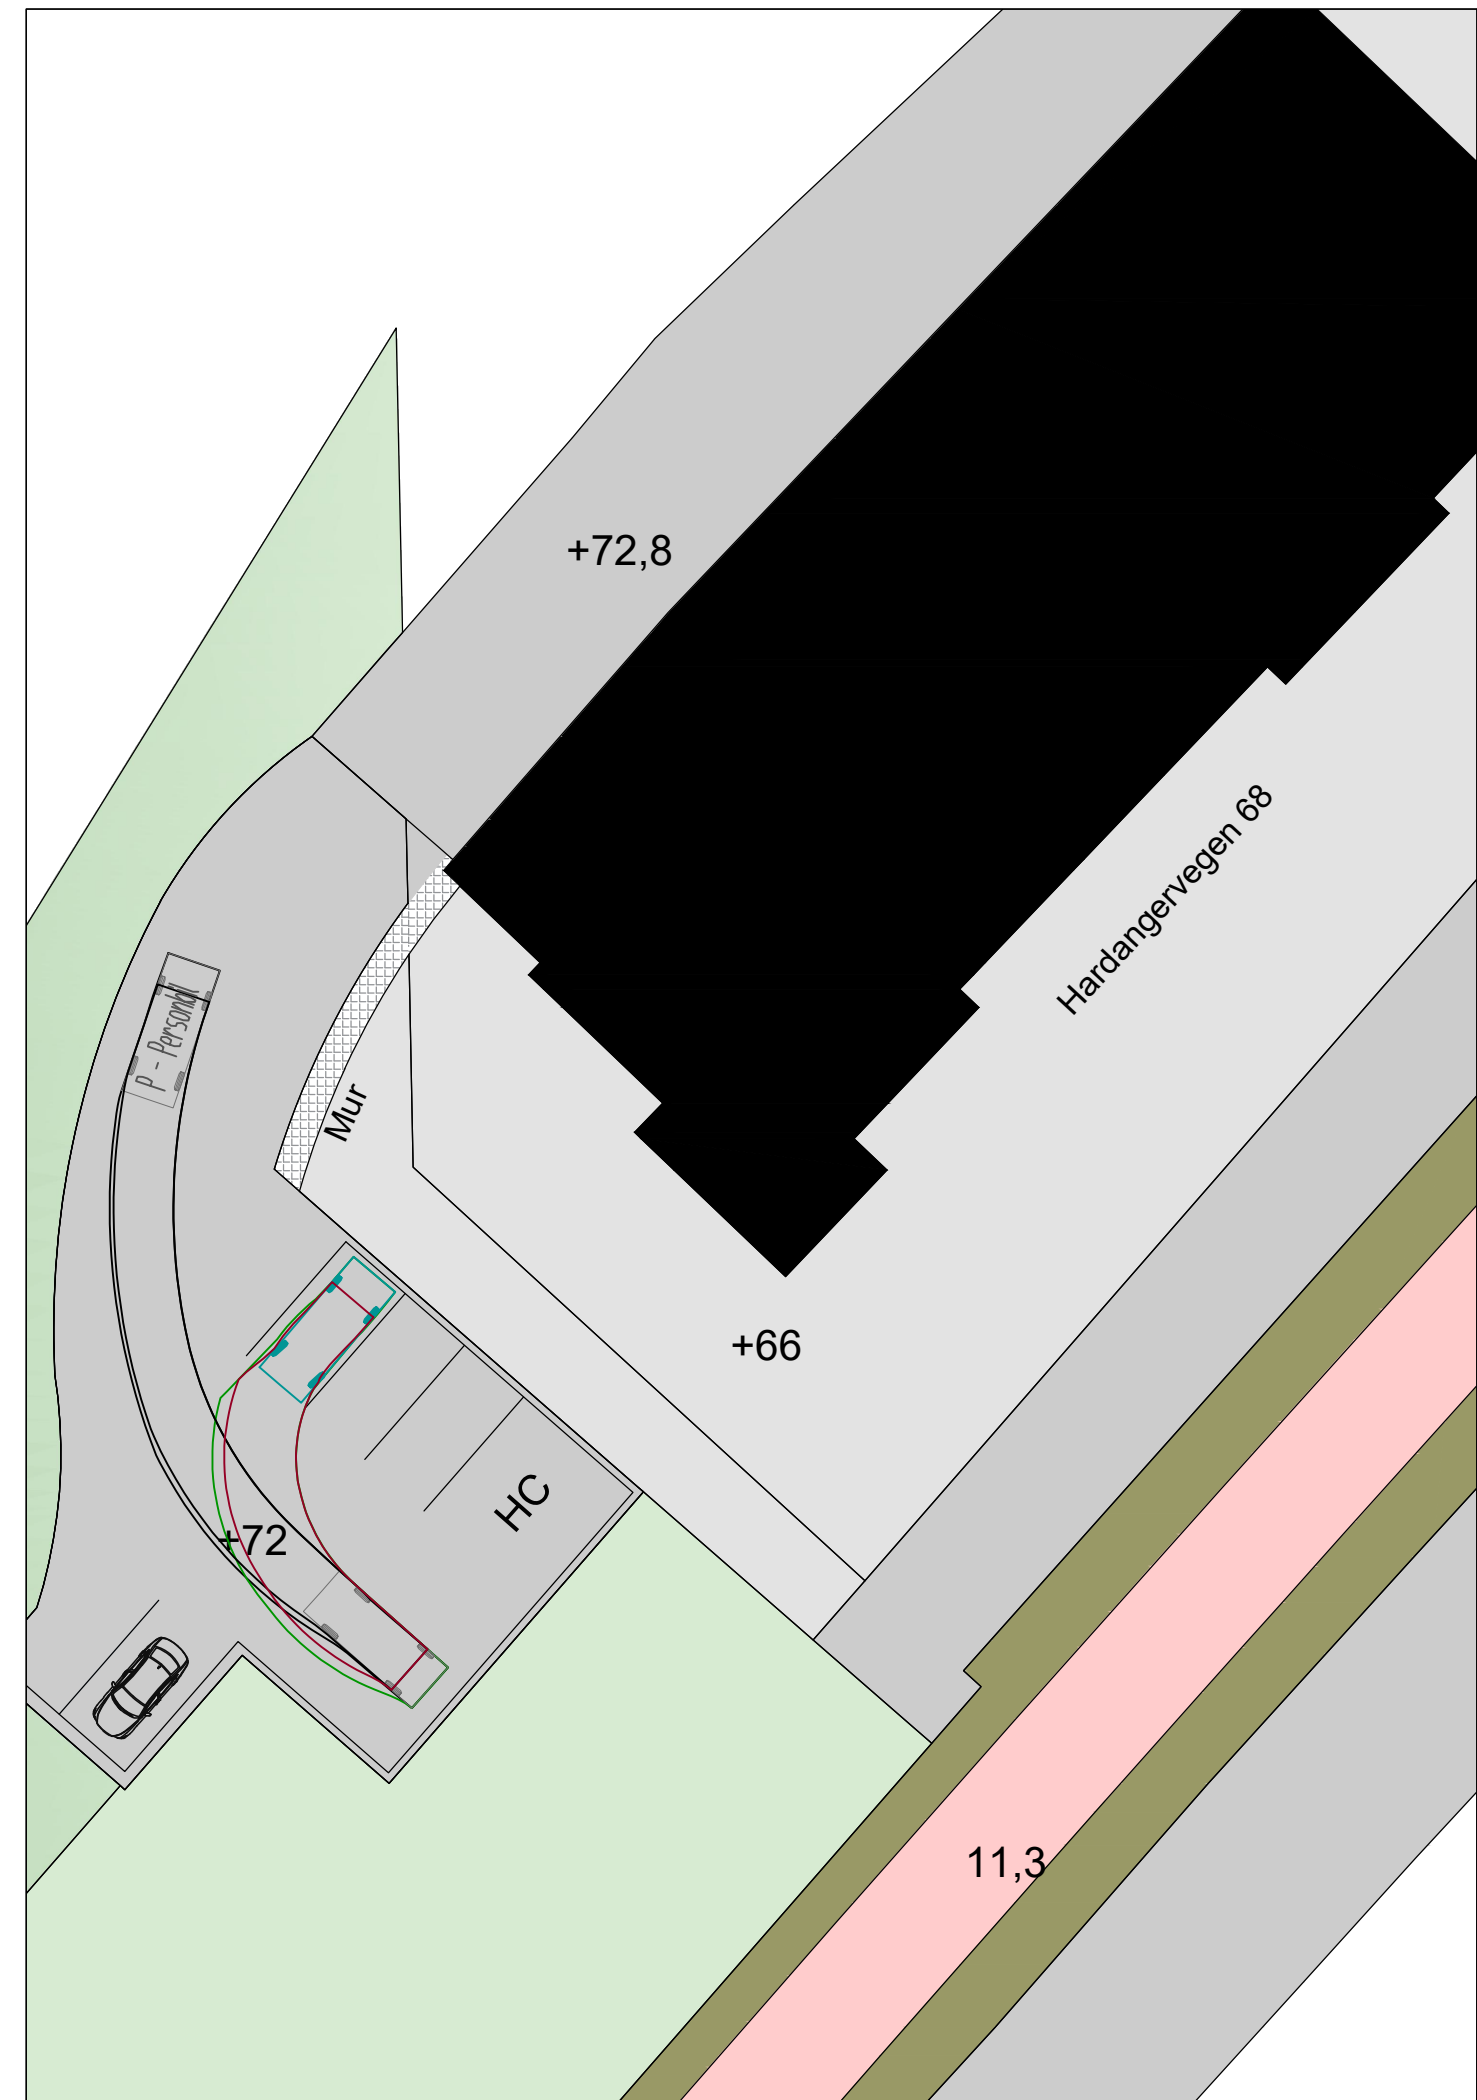 +72,8
Hardangervegen 68
P - Personbil
Mur
+66
HC
+72
11,3